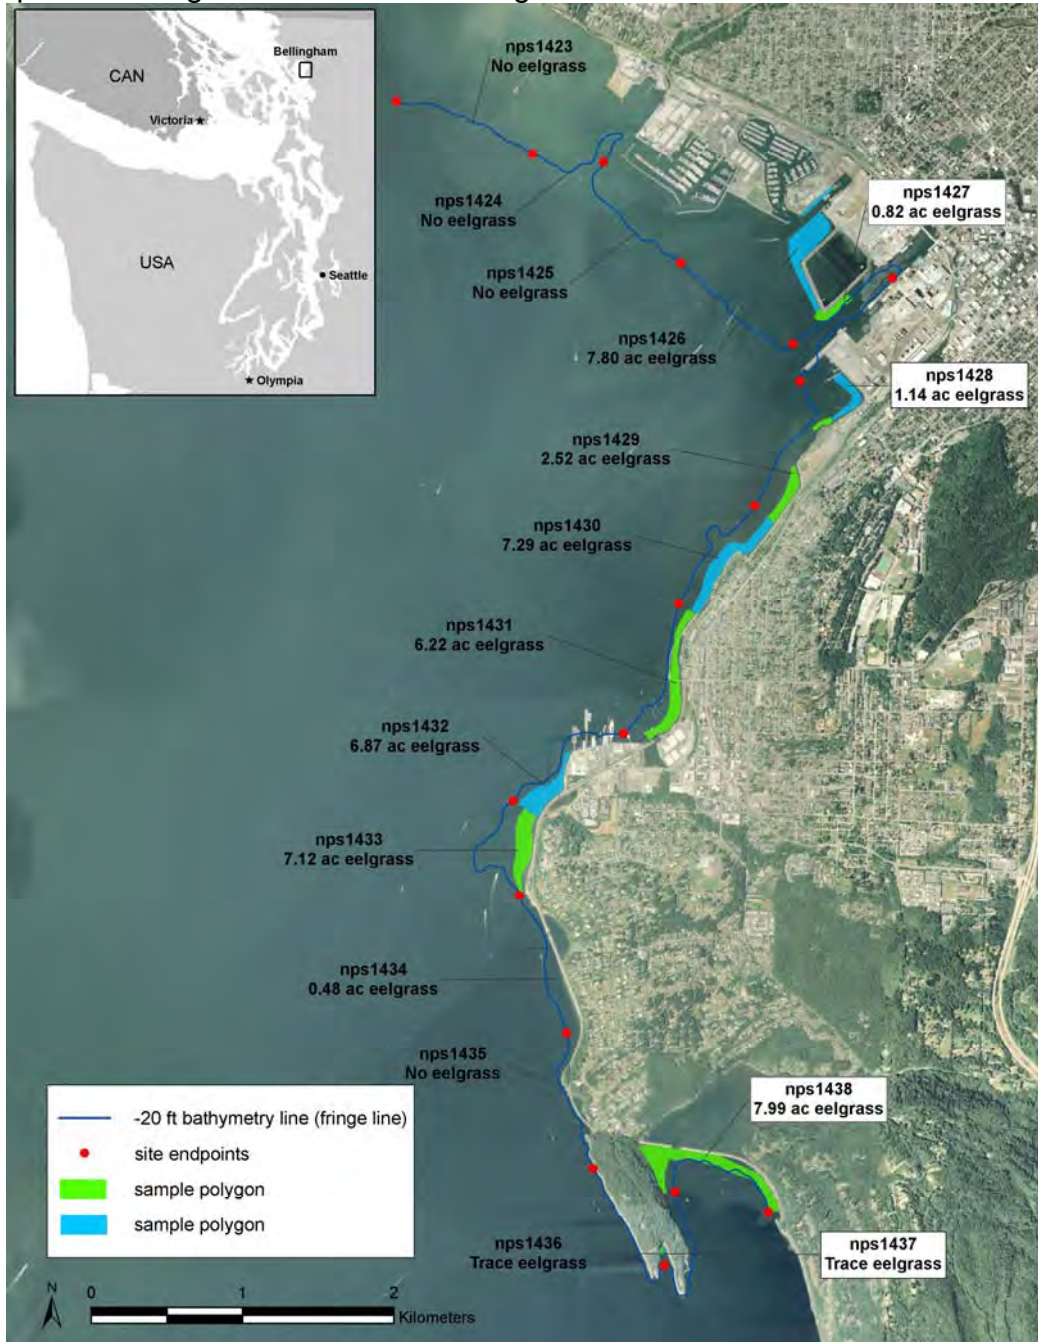 Bellingham
CAN
Victoria
USA
Seattle
Olympia
nps1423
No eelgrass
nps1424
No eelgrass
nps1425
No eelgrass
nps1426
7.80 ac eelgrass
nps1427
0.82 ac eelgrass
nps1428
1.14 ac eelgrass
nps1429
2.52 ac eelgrass
nps1430
7.29 ac eelgrass
nps1431
6.22 ac eelgrass
nps1432
6.87 ac eelgrass
nps1433
7.12 ac eelgrass
nps1434
0.48 ac eelgrass
nps1435
No eelgrass
nps1438
7.99 ac eelgrass
nps1436
Trace eelgrass
nps1437
Trace eelgrass
-20 ft bathymetry line (fringe line)
site endpoints
sample polygon
sample polygon
N
0 1 2
Kilometers